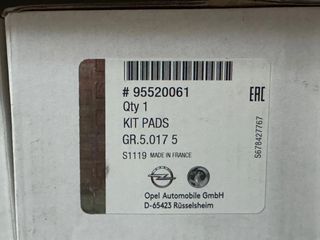 # 95520061
Qty 1
KIT PADS
GR.5.017 5
S1119 MADE IN FRANCE
Opel Automobile GmbH
D-65423 Rüsselsheim
EAC
5678427767